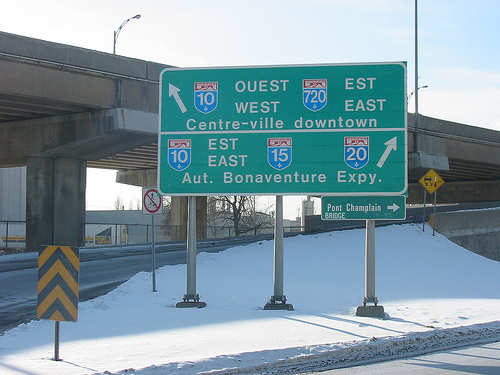 10 OUEST WEST 720 EST EAST
Centre-ville downtown
10 EST EAST 15 20
Aut. Bonaventure Expy.
Pont Champlain
BRIDGE